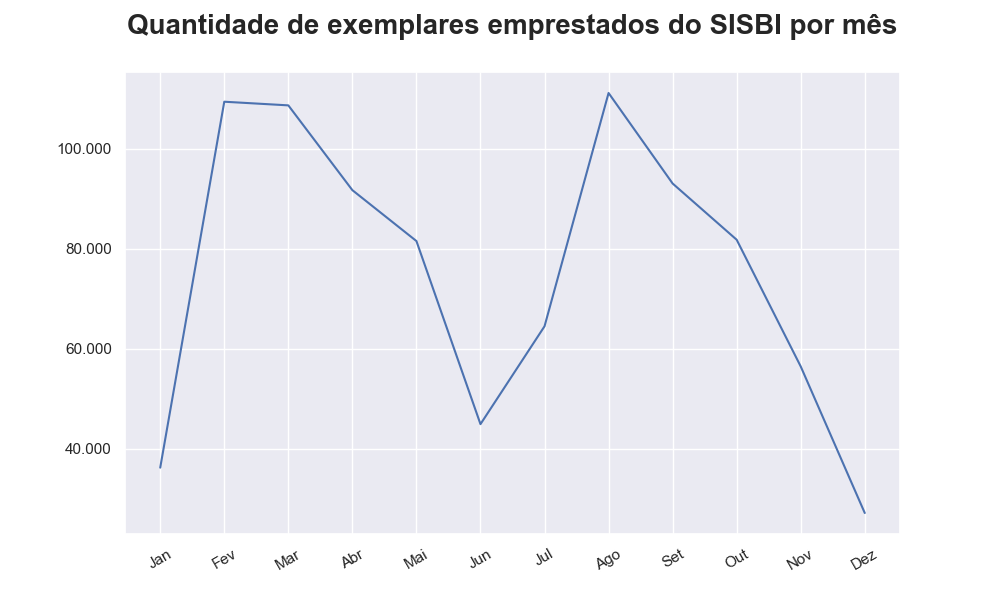 Quantidade de exemplares emprestados do SISBI por mês
100.000
80.000
60.000
40.000
Jan Fev Mar Abr Mai Jun Jul Ago Set Out Nov Dez